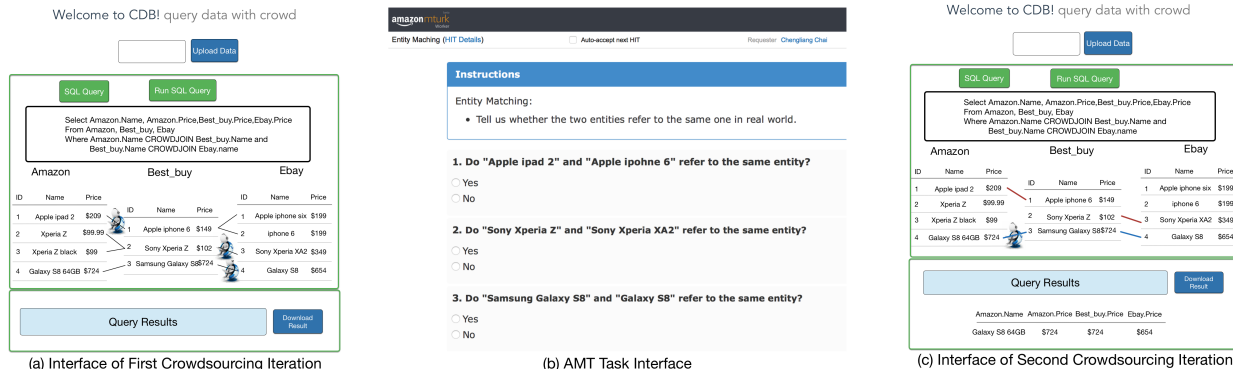 Welcome to CDB! query data with crowd
Upload Data
SQL Query
Run SQL Query
Select Amazon.Name, Amazon.Price,Best_buy.Price,Ebay.Price
From Amazon, Best_buy, Ebay
Where Amazon.Name CROWDJOIN Best_buy.Name and
Best_buy.Name CROWDJOIN Ebay.name
Amazon
ID Name Price
1 Apple ipad 2 $209
2 Xperia Z $99.99
3 Xperia Z black $99
4 Galaxy S8 64GB $724
Best_buy
ID Name Price
1 Apple iphone 6 $149
2 Sony Xperia Z $102
3 Samsung Galaxy S8 $724
Ebay
ID Name Price
1 Apple iphone six $199
2 iphone 6 $199
3 Sony Xperia XA2 $349
4 Galaxy S8 $654
Query Results
Download Result
(a) Interface of First Crowdsourcing Iteration
amazon mturk
Worker
Entity Maching (HIT Details)
Auto-accept next HIT
Requester Chengliang Chai
Instructions
Entity Matching:
• Tell us whether the two entities refer to the same one in real world.
1. Do "Apple ipad 2" and "Apple ipohne 6" refer to the same entity?
Yes
No
2. Do "Sony Xperia Z" and "Sony Xperia XA2" refer to the same entity?
Yes
No
3. Do "Samsung Galaxy S8" and "Galaxy S8" refer to the same entity?
Yes
No
(b) AMT Task Interface
Welcome to CDB! query data with crowd
Upload Data
SQL Query
Run SQL Query
Select Amazon.Name, Amazon.Price,Best_buy.Price,Ebay.Price
From Amazon, Best_buy, Ebay
Where Amazon.Name CROWDJOIN Best_buy.Name and
Best_buy.Name CROWDJOIN Ebay.name
Amazon
ID Name Price
1 Apple ipad 2 $209
2 Xperia Z $99.99
3 Xperia Z black $99
4 Galaxy S8 64GB $724
Best_buy
ID Name Price
1 Apple iphone 6 $149
2 Sony Xperia Z $102
3 Samsung Galaxy S8 $724
Ebay
ID Name Price
1 Apple iphone six $199
2 iphone 6 $199
3 Sony Xperia XA2 $349
4 Galaxy S8 $654
Query Results
Download Result
Amazon.Name Amazon.Price Best_buy.Price Ebay.Price
Galaxy S8 64GB $724 $724 $654
(c) Interface of Second Crowdsourcing Iteration